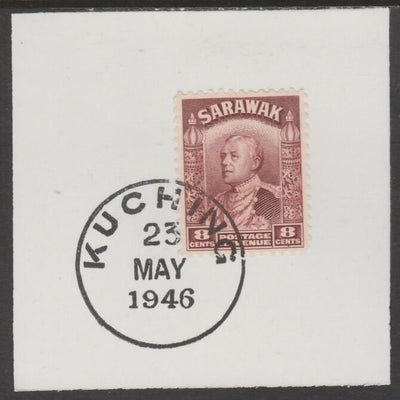 SARAWAK
8 CENTS POSTAGE REVENUE 8 CENTS
KUCHING
23
MAY
1946